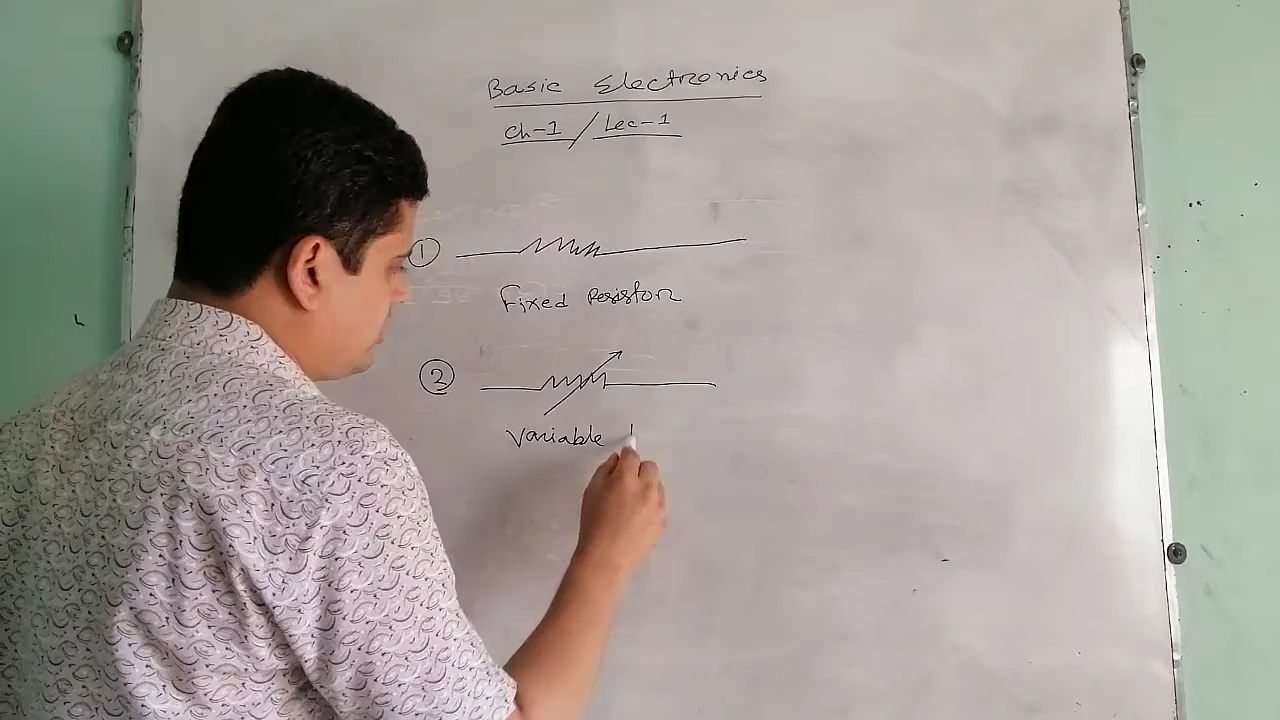 Basic Electronics
Ch-1 / Lec-1
① 
Fixed Resistor
②
Variable